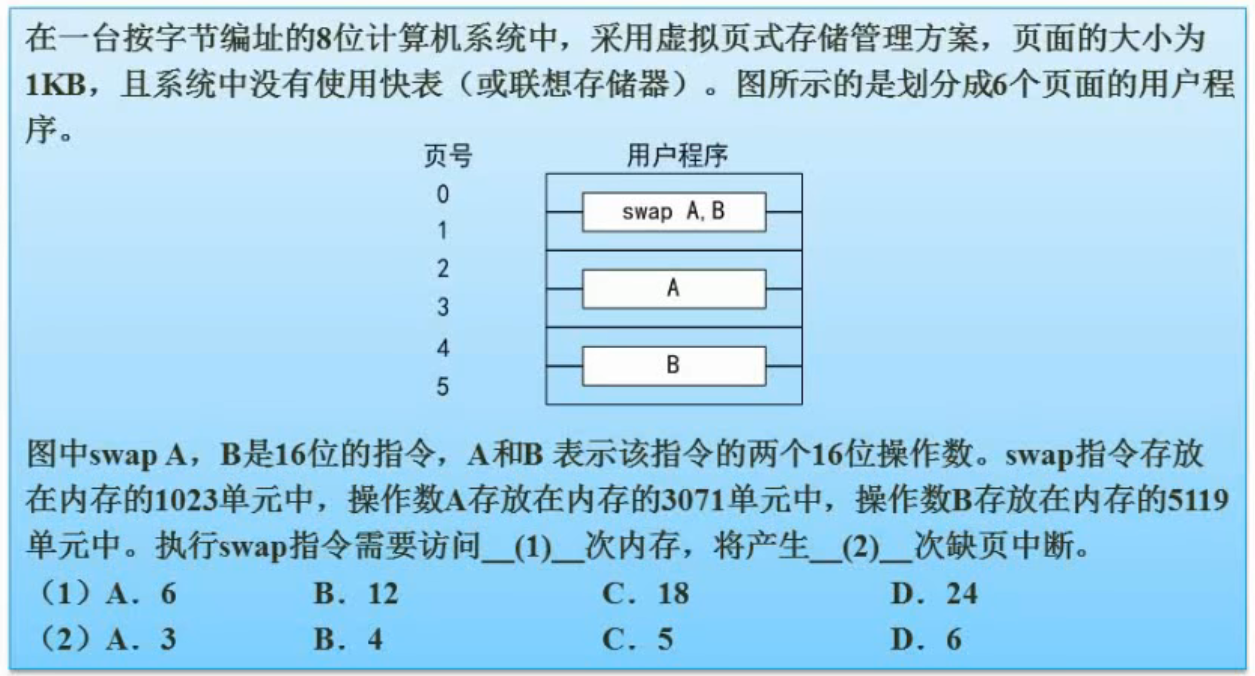 在一台按字节编址的8位计算机系统中，采用虚拟页式存储管理方案，页面的大小为
1KB，且系统中没有使用快表（或联想存储器）。图所示的是划分成6个页面的用户程
序。
页号 用户程序
0
swap A,B
1
2
A
3
4
B
5
图中swap A，B是16位的指令，A和B 表示该指令的两个16位操作数。swap指令存放
在内存的1023单元中，操作数A存放在内存的3071单元中，操作数B存放在内存的5119
单元中。执行swap指令需要访问__(1)__次内存，将产生__(2)__次缺页中断。
（1）A．6 B．12 C．18 D．24
（2）A．3 B．4 C．5 D．6